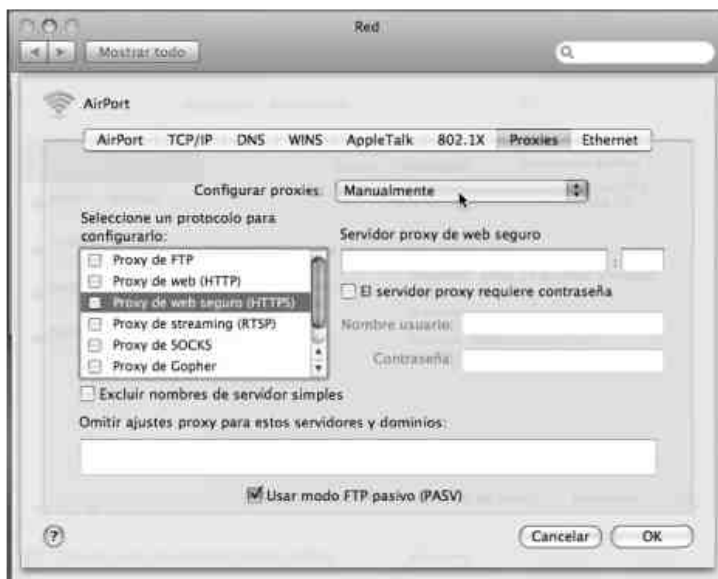 Red
Mostrar todo
AirPort
AirPort TCP/IP DNS WINS AppleTalk 802.1X Proxies Ethernet
Configurar proxies: Manualmente
Seleccione un protocolo para
configurarlo:
Proxy de FTP
Proxy de web (HTTP)
Proxy de web seguro (HTTPS)
Proxy de streaming (RTSP)
Proxy de SOCKS
Proxy de Gopher
Servidor proxy de web seguro
:
El servidor proxy requiere contraseña
Nombre usuario:
Contraseña:
Excluir nombres de servidor simples
Omitir ajustes proxy para estos servidores y dominios:
Usar modo FTP pasivo (PASV)
?
Cancelar OK